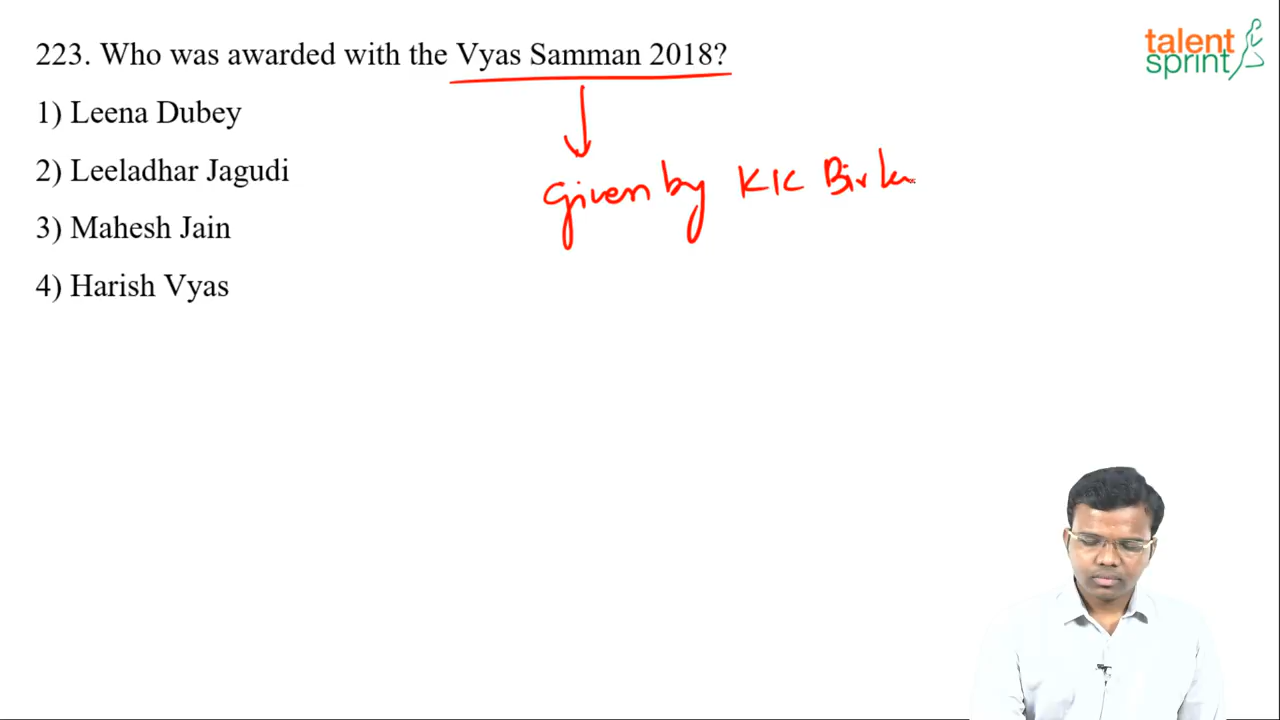 223. Who was awarded with the Vyas Samman 2018?
talent
sprint
1) Leena Dubey
2) Leeladhar Jagudi
Given by KK Birla
3) Mahesh Jain
4) Harish Vyas